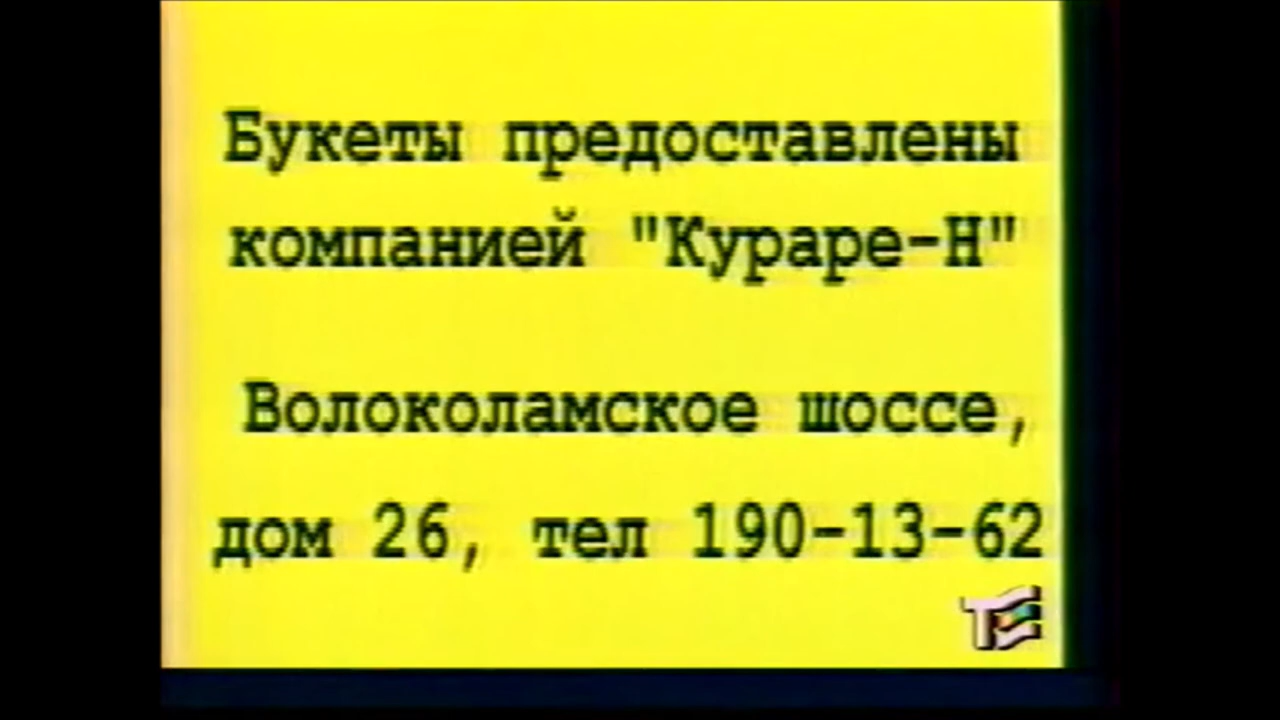 Букеты предоставлены
компанией "Кураре-Н"
Волоколамское шоссе,
дом 26, тел 190-13-62